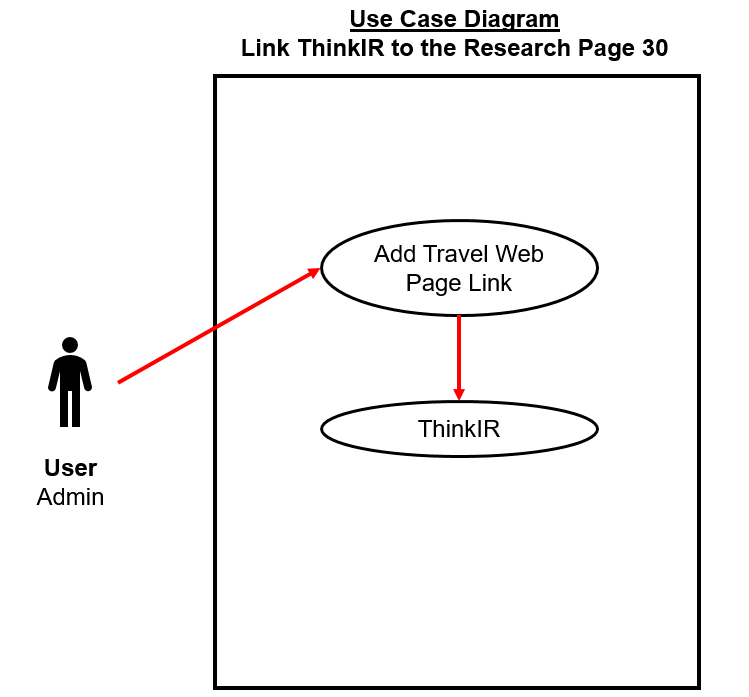 Use Case Diagram
Link ThinkIR to the Research Page 30
Add Travel Web
Page Link
ThinkIR
User
Admin